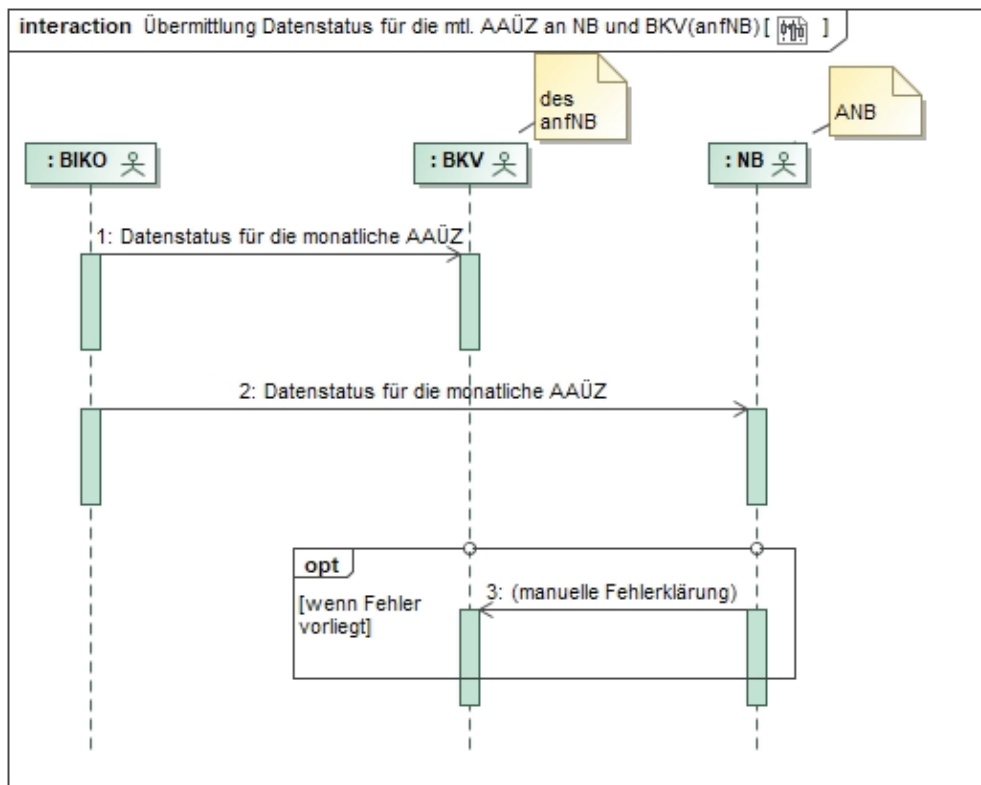 interaction Übermittlung Datenstatus für die mtl. AAÜZ an NB und BKV(anfNB) [ ]
des
anfNB
ANB
: BIKO
: BKV
: NB
1: Datenstatus für die monatliche AAÜZ
2: Datenstatus für die monatliche AAÜZ
opt
[wenn Fehler
vorliegt]
3: (manuelle Fehlerklärung)